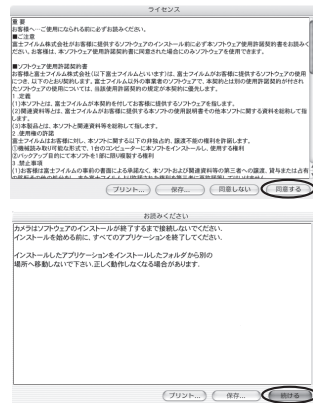 ライセンス
重 要
お客様へ…ご使用になられる前に必ずお読みください。
■ご注意
富士フイルム株式会社がお客様に提供するソフトウェアのインストール前に必ず本ソフトウェア使用許諾契約書をお読みく
ださい。お客様は、本ソフトウェア使用許諾契約書に同意された場合にのみソフトウェアを使用できます。
■ソフトウェア使用許諾契約書
お客様と富士フイルム株式会社(以下富士フイルムといいます)は、富士フイルムがお客様に提供するソフトウェアの使用
につき、以下のとおり契約します。富士フイルム以外の事業者のソフトウェアで、本契約とは別の使用許諾契約が付され
たソフトウェアの使用については、当該使用許諾契約の規定が本契約に優先します。
1. 定義
(1)本ソフトとは、富士フイルムが本契約を付してお客様に提供するソフトウェアを指します。
(2)関連資料等とは、富士フイルムがお客様に提供する本ソフトの使用説明書その他本ソフトに関する資料を総称して指
します。
(3)本製品とは、本ソフトと関連資料等を総称して指します。
2. 使用権の許諾
富士フイルムはお客様に対し、本ソフトに関する以下の非独占的、譲渡不能の権利を許諾します。
①機械読み取り可能な形式で、1台のコンピューターに本ソフトをインストールし、使用する権利
②バックアップ目的にて本ソフトを1部に限り複製する権利
3. 禁止事項
(1)お客様は富士フイルムの事前の書面による承諾なく、本ソフトおよび関連資料等の第三者への譲渡、貸与または占有
プリント... 保存... 同意しない 同意する
お読みください
カメラはソフトウェアのインストールが終了するまで接続しないでください。
インストールを始める前に、すべてのアプリケーションを終了してください。
インストールしたアプリケーションをインストールしたフォルダから別の
場所へ移動しないで下さい.正しく動作しなくなる場合があります.
プリント... 保存... 続ける